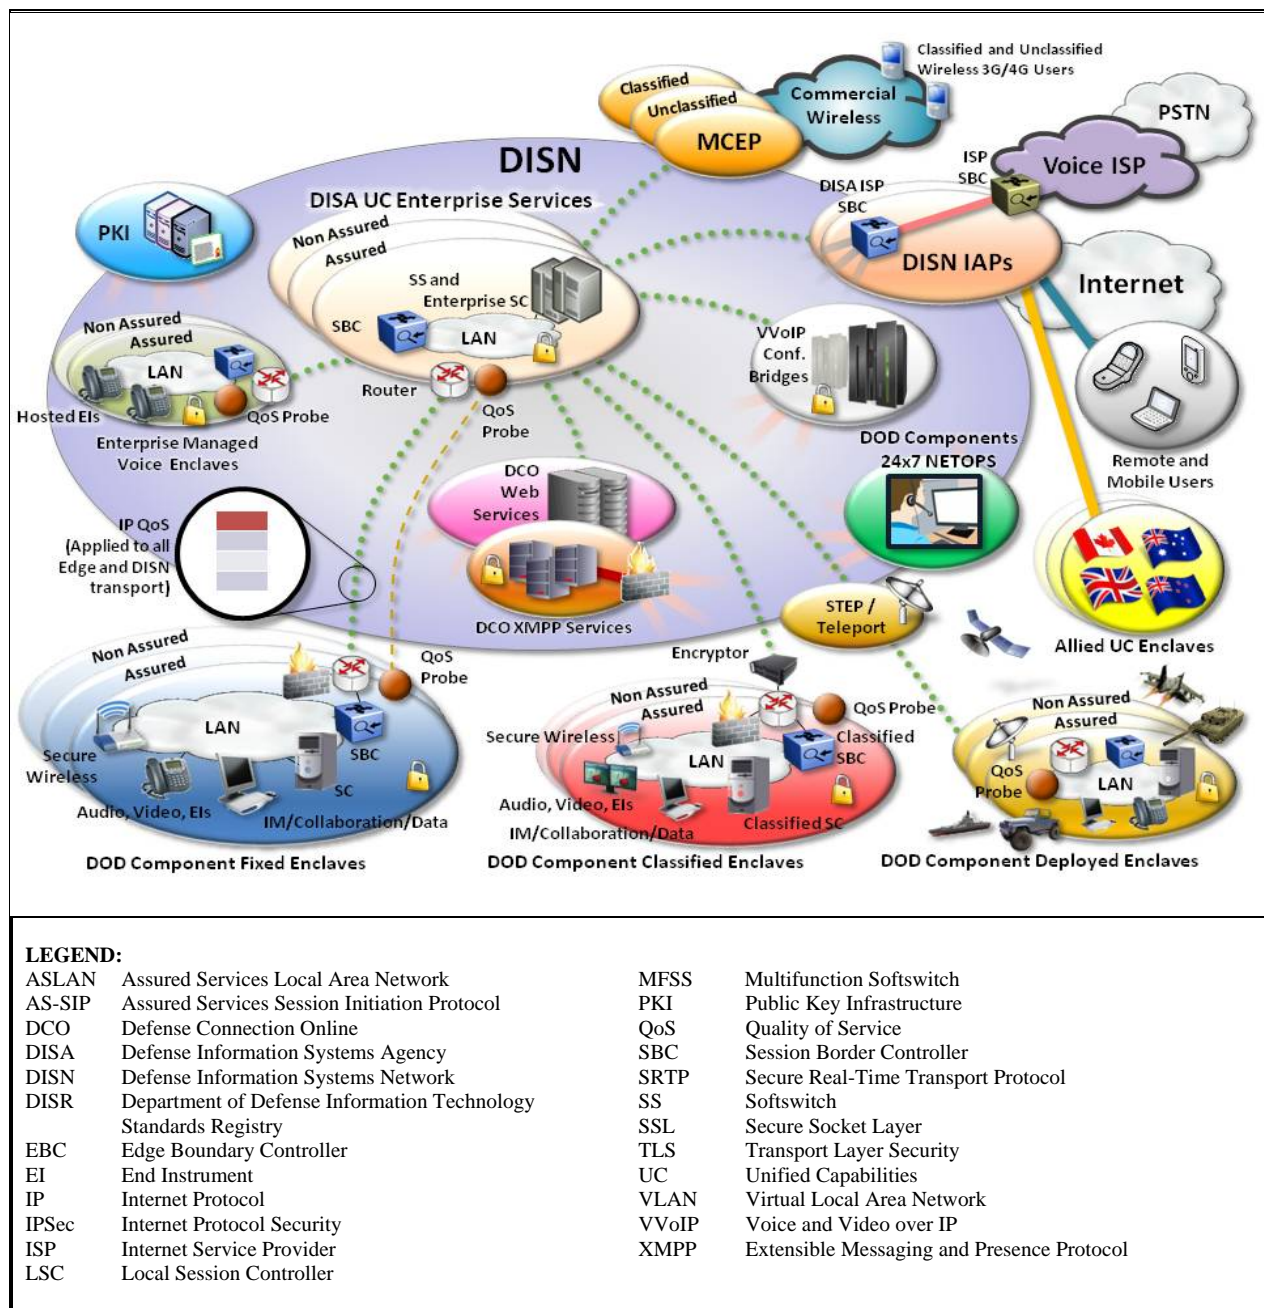 Classified and Unclassified
Wireless 3G/4G Users
Classified
Unclassified
MCEP
Commercial
Wireless
PSTN
Voice ISP
ISP
SBC
DISN
DISA UC Enterprise Services
Non Assured
Assured
SS and
Enterprise SC
SBC
LAN
Router
QoS
Probe
PKI
DISA ISP
SBC
DISN IAPs
Internet
Non Assured
Assured
LAN
Hosted EIs
QoS Probe
Enterprise Managed
Voice Enclaves
VVoIP
Conf.
Bridges
DOD Components
24x7 NETOPS
Remote and
Mobile Users
DCO
Web
Services
DCO XMPP Services
IP QoS
(Applied to all
Edge and DISN
transport)
STEP /
Teleport
Allied UC Enclaves
Non Assured
Assured
QoS
Probe
LAN
Secure
Wireless
SBC
SC
Audio, Video, EIs
IM/Collaboration/Data
DOD Component Fixed Enclaves
Encryptor
Non Assured
Assured
QoS Probe
Secure Wireless
Classified
SBC
LAN
Audio, Video, EIs
IM/Collaboration/Data
Classified SC
DOD Component Classified Enclaves
Non Assured
Assured
QoS
Probe
LAN
DOD Component Deployed Enclaves
LEGEND:
ASLAN Assured Services Local Area Network
AS-SIP Assured Services Session Initiation Protocol
DCO Defense Connection Online
DISA Defense Information Systems Agency
DISN Defense Information Systems Network
DISR Department of Defense Information Technology
Standards Registry
EBC Edge Boundary Controller
EI End Instrument
IP Internet Protocol
IPSec Internet Protocol Security
ISP Internet Service Provider
LSC Local Session Controller
MFSS Multifunction Softswitch
PKI Public Key Infrastructure
QoS Quality of Service
SBC Session Border Controller
SRTP Secure Real-Time Transport Protocol
SS Softswitch
SSL Secure Socket Layer
TLS Transport Layer Security
UC Unified Capabilities
VLAN Virtual Local Area Network
VVoIP Voice and Video over IP
XMPP Extensible Messaging and Presence Protocol